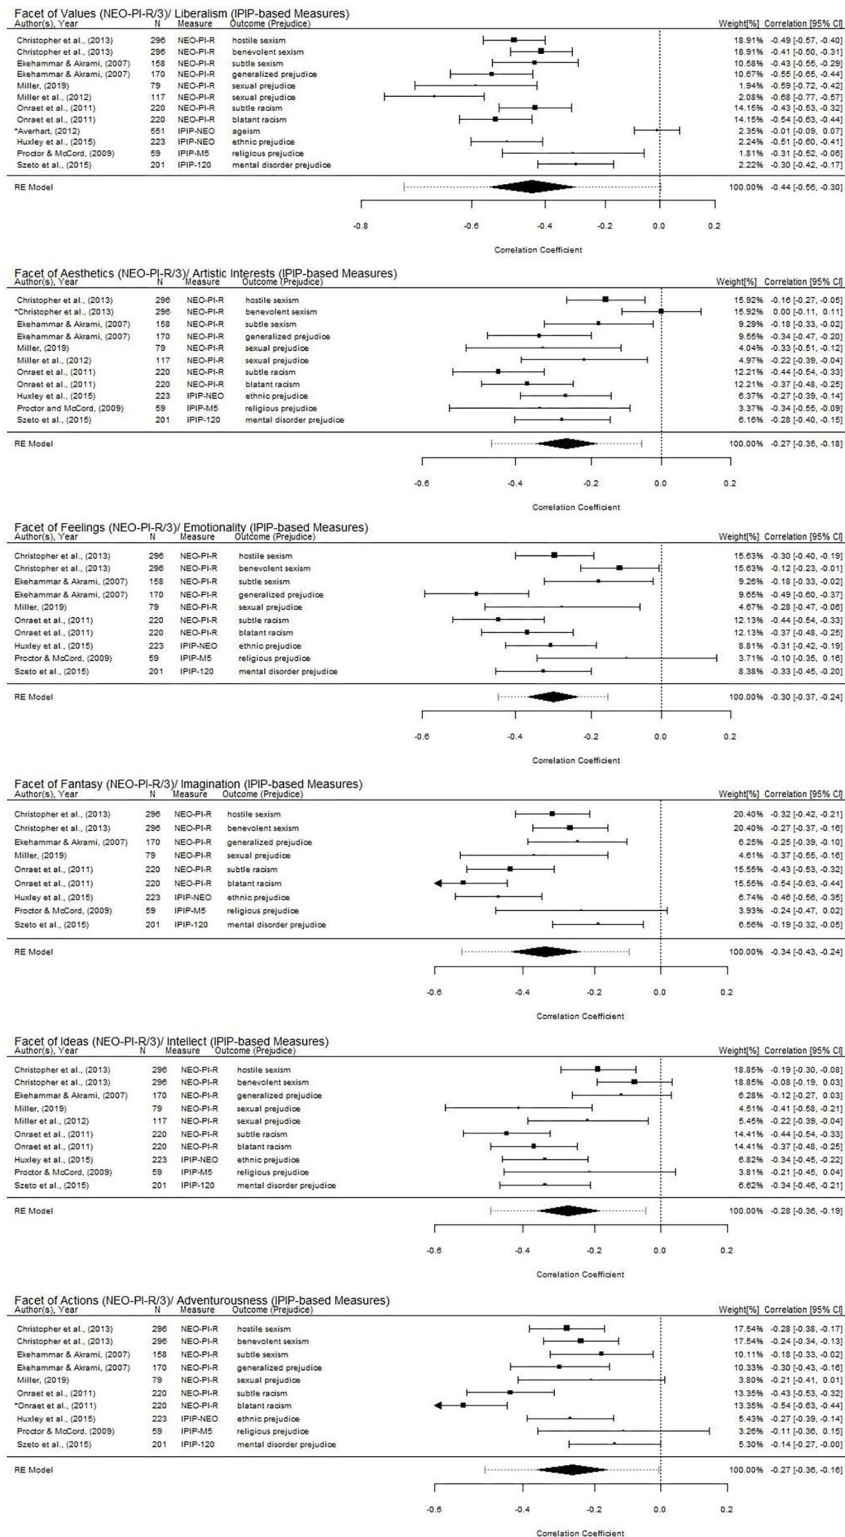 Facet of Values (NEO-PI-R/3)/ Liberalism (IPIP-based Measures)
Author(s), Year N Measure Outcome (Prejudice) Weight[%] Correlation [95% CI]
Christopher et al., (2013) 296 NEO-PI-R hostile sexism 18.91% -0.49 [-0.57, -0.40]
Christopher et al., (2013) 296 NEO-PI-R benevolent sexism 18.91% -0.41 [-0.50, -0.31]
Ekehammar & Akrami, (2007) 158 NEO-PI-R subtle sexism 10.58% -0.43 [-0.55, -0.29]
Ekehammar & Akrami, (2007) 170 NEO-PI-R generalized prejudice 10.67% -0.55 [-0.65, -0.44]
Miller, (2019) 79 NEO-PI-R sexual prejudice 1.94% -0.59 [-0.72, -0.42]
Miller et al., (2012) 117 NEO-PI-R sexual prejudice 2.08% -0.68 [-0.77, -0.57]
Onraet et al., (2011) 220 NEO-PI-R subtle racism 14.15% -0.43 [-0.53, -0.32]
Onraet et al., (2011) 220 NEO-PI-R blatant racism 14.15% -0.54 [-0.63, -0.44]
*Averhart, (2012) 551 IPIP-NEO ageism 2.35% -0.01 [-0.09, 0.07]
Huxley et al., (2015) 223 IPIP-NEO ethnic prejudice 2.24% -0.51 [-0.60, -0.41]
Proctor & McCord, (2009) 59 IPIP-M5 religious prejudice 1.81% -0.31 [-0.52, -0.06]
Szeto et al., (2015) 201 IPIP-120 mental disorder prejudice 2.22% -0.30 [-0.42, -0.17]
RE Model 100.00% -0.44 [-0.56, -0.30]
-0.8 -0.6 -0.4 -0.2 0.0 0.2
Correlation Coefficient
Facet of Aesthetics (NEO-PI-R/3)/ Artistic Interests (IPIP-based Measures)
Author(s), Year N Measure Outcome (Prejudice) Weight[%] Correlation [95% CI]
Christopher et al., (2013) 296 NEO-PI-R hostile sexism 15.92% -0.16 [-0.27, -0.05]
*Christopher et al., (2013) 296 NEO-PI-R benevolent sexism 15.92% 0.00 [-0.11, 0.11]
Ekehammar & Akrami, (2007) 158 NEO-PI-R subtle sexism 9.29% -0.18 [-0.33, -0.02]
Ekehammar & Akrami, (2007) 170 NEO-PI-R generalized prejudice 9.55% -0.34 [-0.47, -0.20]
Miller, (2019) 79 NEO-PI-R sexual prejudice 4.04% -0.33 [-0.51, -0.12]
Miller et al., (2012) 117 NEO-PI-R sexual prejudice 4.97% -0.22 [-0.39, -0.04]
Onraet et al., (2011) 220 NEO-PI-R subtle racism 12.21% -0.44 [-0.54, -0.33]
Onraet et al., (2011) 220 NEO-PI-R blatant racism 12.21% -0.37 [-0.48, -0.25]
Huxley et al., (2015) 223 IPIP-NEO ethnic prejudice 6.37% -0.27 [-0.39, -0.14]
Proctor and McCord, (2009) 59 IPIP-M5 religious prejudice 3.37% -0.34 [-0.55, -0.09]
Szeto et al., (2015) 201 IPIP-120 mental disorder prejudice 6.16% -0.28 [-0.40, -0.15]
RE Model 100.00% -0.27 [-0.35, -0.18]
-0.6 -0.4 -0.2 0.0 0.2
Correlation Coefficient
Facet of Feelings (NEO-PI-R/3)/ Emotionality (IPIP-based Measures)
Author(s), Year N Measure Outcome (Prejudice) Weight[%] Correlation [95% CI]
Christopher et al., (2013) 296 NEO-PI-R hostile sexism 15.63% -0.30 [-0.40, -0.19]
Christopher et al., (2013) 296 NEO-PI-R benevolent sexism 15.63% -0.12 [-0.23, -0.01]
Ekehammar & Akrami, (2007) 158 NEO-PI-R subtle sexism 9.26% -0.18 [-0.33, -0.02]
Ekehammar & Akrami, (2007) 170 NEO-PI-R generalized prejudice 9.65% -0.49 [-0.60, -0.37]
Miller, (2019) 79 NEO-PI-R sexual prejudice 4.67% -0.28 [-0.47, -0.06]
Onraet et al., (2011) 220 NEO-PI-R subtle racism 12.13% -0.44 [-0.54, -0.33]
Onraet et al., (2011) 220 NEO-PI-R blatant racism 12.13% -0.37 [-0.48, -0.25]
Huxley et al., (2015) 223 IPIP-NEO ethnic prejudice 8.81% -0.31 [-0.42, -0.19]
Proctor & McCord, (2009) 59 IPIP-M5 religious prejudice 3.71% -0.10 [-0.35, 0.16]
Szeto et al., (2015) 201 IPIP-120 mental disorder prejudice 8.38% -0.33 [-0.45, -0.20]
RE Model 100.00% -0.30 [-0.37, -0.24]
-0.6 -0.4 -0.2 0.0 0.2
Correlation Coefficient
Facet of Fantasy (NEO-PI-R/3)/ Imagination (IPIP-based Measures)
Author(s), Year N Measure Outcome (Prejudice) Weight[%] Correlation [95% CI]
Christopher et al., (2013) 296 NEO-PI-R hostile sexism 20.40% -0.32 [-0.42, -0.21]
Christopher et al., (2013) 296 NEO-PI-R benevolent sexism 20.40% -0.27 [-0.37, -0.16]
Ekehammar & Akrami, (2007) 170 NEO-PI-R generalized prejudice 6.25% -0.25 [-0.39, -0.10]
Miller, (2019) 79 NEO-PI-R sexual prejudice 4.61% -0.37 [-0.55, -0.16]
Onraet et al., (2011) 220 NEO-PI-R subtle racism 15.55% -0.43 [-0.53, -0.32]
Onraet et al., (2011) 220 NEO-PI-R blatant racism 15.55% -0.54 [-0.63, -0.44]
Huxley et al., (2015) 223 IPIP-NEO ethnic prejudice 6.74% -0.46 [-0.56, -0.35]
Proctor & McCord, (2009) 59 IPIP-M5 religious prejudice 3.93% -0.24 [-0.47, 0.02]
Szeto et al., (2015) 201 IPIP-120 mental disorder prejudice 6.56% -0.19 [-0.32, -0.05]
RE Model 100.00% -0.34 [-0.43, -0.24]
-0.6 -0.4 -0.2 0.0 0.2
Correlation Coefficient
Facet of Ideas (NEO-PI-R/3)/ Intellect (IPIP-based Measures)
Author(s), Year N Measure Outcome (Prejudice) Weight[%] Correlation [95% CI]
Christopher et al., (2013) 296 NEO-PI-R hostile sexism 18.85% -0.19 [-0.30, -0.08]
Christopher et al., (2013) 296 NEO-PI-R benevolent sexism 18.85% -0.08 [-0.19, 0.03]
Ekehammar & Akrami, (2007) 170 NEO-PI-R generalized prejudice 6.28% -0.12 [-0.27, 0.03]
Miller, (2019) 79 NEO-PI-R sexual prejudice 4.51% -0.41 [-0.58, -0.21]
Miller et al., (2012) 117 NEO-PI-R sexual prejudice 5.45% -0.22 [-0.39, -0.04]
Onraet et al., (2011) 220 NEO-PI-R subtle racism 14.41% -0.44 [-0.54, -0.33]
Onraet et al., (2011) 220 NEO-PI-R blatant racism 14.41% -0.37 [-0.48, -0.25]
Huxley et al., (2015) 223 IPIP-NEO ethnic prejudice 6.82% -0.34 [-0.45, -0.22]
Proctor & McCord, (2009) 59 IPIP-M5 religious prejudice 3.81% -0.21 [-0.45, 0.04]
Szeto et al., (2015) 201 IPIP-120 mental disorder prejudice 6.62% -0.34 [-0.46, -0.21]
RE Model 100.00% -0.28 [-0.36, -0.19]
-0.6 -0.4 -0.2 0.0 0.2
Correlation Coefficient
Facet of Actions (NEO-PI-R/3)/ Adventurousness (IPIP-based Measures)
Author(s), Year N Measure Outcome (Prejudice) Weight[%] Correlation [95% CI]
Christopher et al., (2013) 296 NEO-PI-R hostile sexism 17.54% -0.28 [-0.38, -0.17]
Christopher et al., (2013) 296 NEO-PI-R benevolent sexism 17.54% -0.24 [-0.34, -0.13]
Ekehammar & Akrami, (2007) 158 NEO-PI-R subtle sexism 10.11% -0.18 [-0.33, -0.02]
Ekehammar & Akrami, (2007) 170 NEO-PI-R generalized prejudice 10.33% -0.30 [-0.43, -0.16]
Miller, (2019) 79 NEO-PI-R sexual prejudice 3.80% -0.21 [-0.41, 0.01]
Onraet et al., (2011) 220 NEO-PI-R subtle racism 13.35% -0.43 [-0.53, -0.32]
*Onraet et al., (2011) 220 NEO-PI-R blatant racism 13.35% -0.54 [-0.63, -0.44]
Huxley et al., (2015) 223 IPIP-NEO ethnic prejudice 5.43% -0.27 [-0.39, -0.14]
Proctor & McCord, (2009) 59 IPIP-M5 religious prejudice 3.26% -0.11 [-0.36, 0.15]
Szeto et al., (2015) 201 IPIP-120 mental disorder prejudice 5.30% -0.14 [-0.27, -0.00]
RE Model 100.00% -0.27 [-0.36, -0.16]
-0.6 -0.4 -0.2 0.0 0.2
Correlation Coefficient